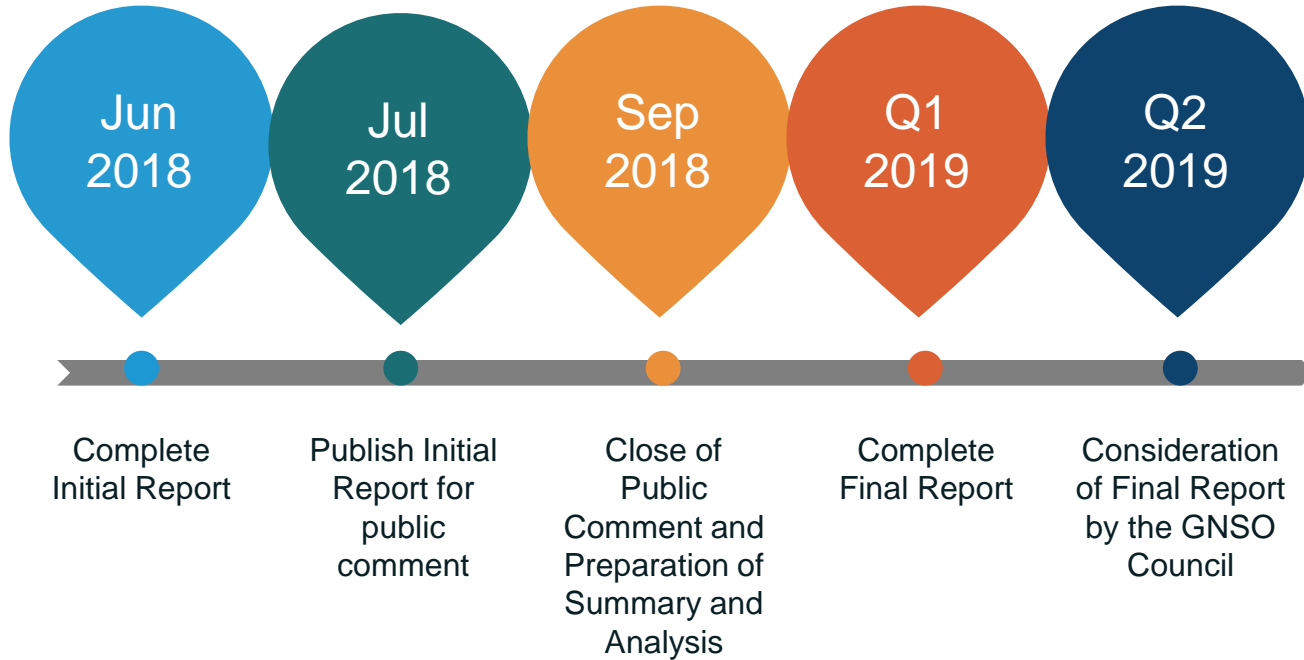 Jun
2018
Jul
2018
Sep
2018
Q1
2019
Q2
2019
Complete
Initial Report
Publish Initial
Report for
public
comment
Close of
Public
Comment and
Preparation of
Summary and
Analysis
Complete
Final Report
Consideration
of Final Report
by the GNSO
Council